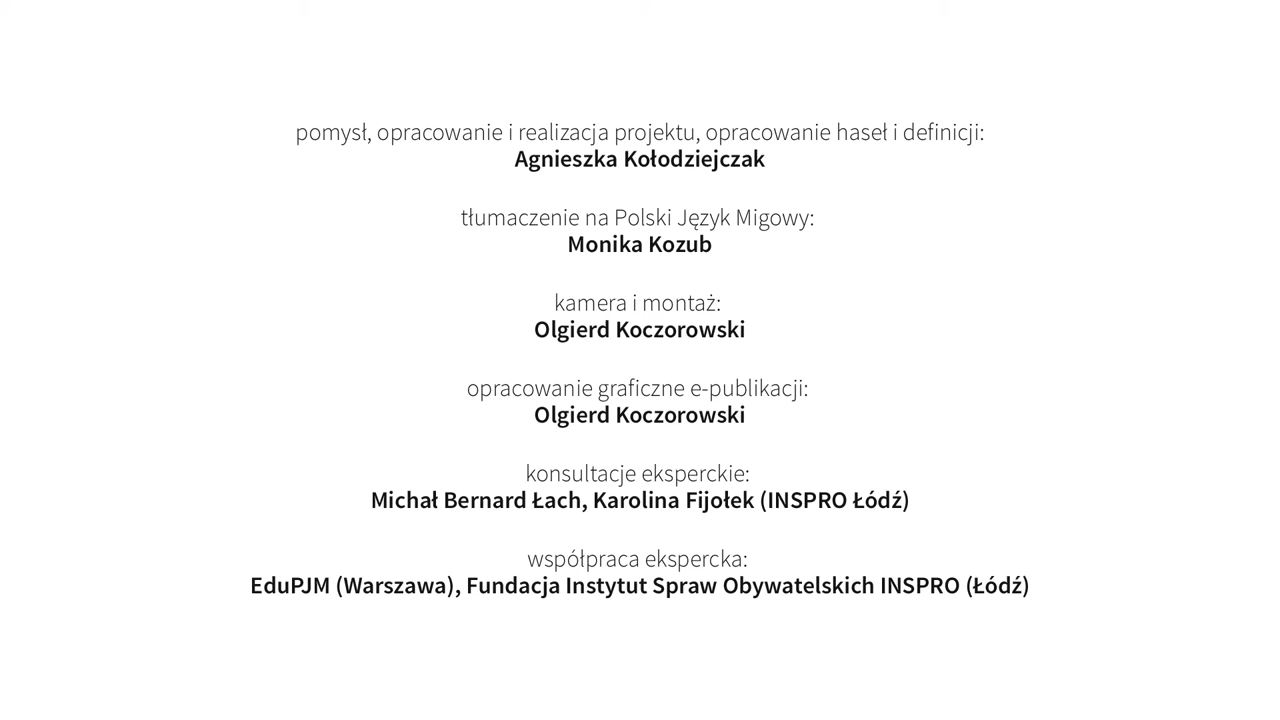 pomysł, opracowanie i realizacja projektu, opracowanie haseł i definicji:
Agnieszka Kołodziejczak
tłumaczenie na Polski Język Migowy:
Monika Kozub
kamera i montaż:
Olgierd Koczorowski
opracowanie graficzne e-publikacji:
Olgierd Koczorowski
konsultacje eksperckie:
Michał Bernard Łach, Karolina Fijołek (INSPRO Łódź)
współpraca ekspercka:
EduPJM (Warszawa), Fundacja Instytut Spraw Obywatelskich INSPRO (Łódź)